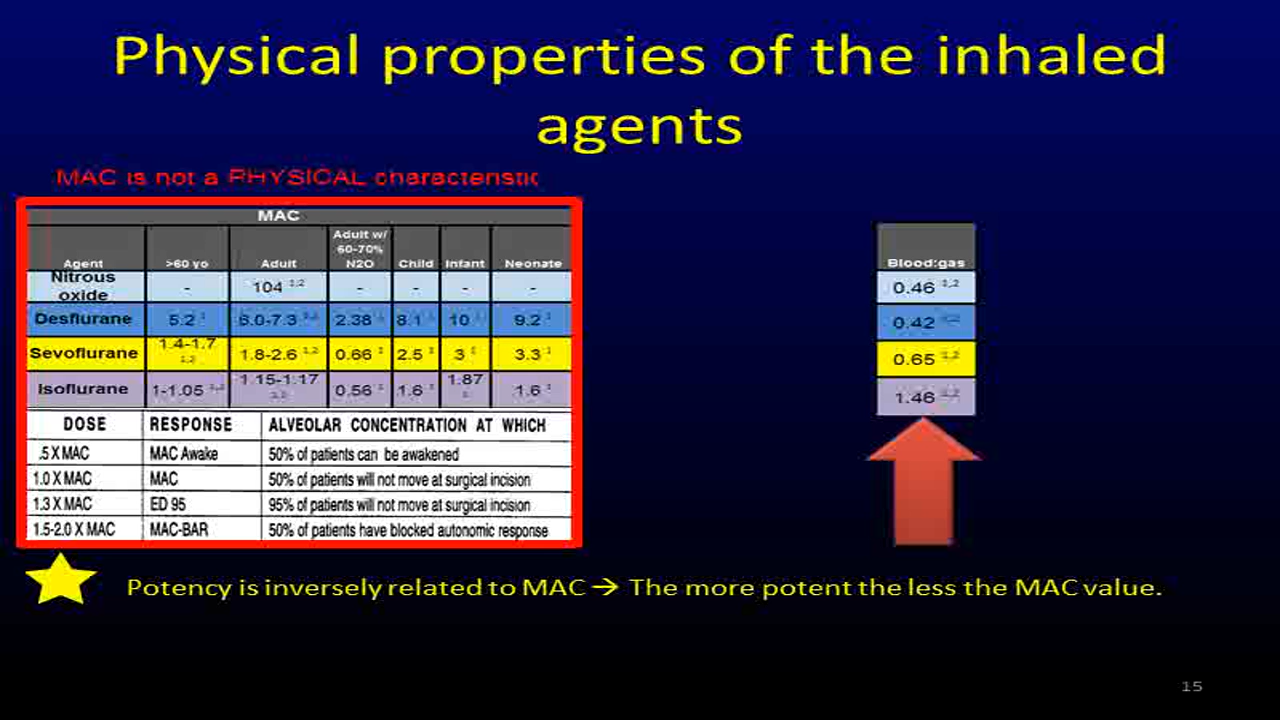 Physical properties of the inhaled
agents
MAC is not a PHYSICAL characteristic
MAC
Agent >60 yo Adult Adult w/ 60-70% N2O Child Infant Neonate Blood:gas
Nitrous oxide - 104 1,2 - - - - 0.46 1,2
Desflurane 5.2 6.0-7.3 2.38 8.1 10 9.2 0.42
Sevoflurane 1.4-1.7 1.8-2.6 1,2 0.66 2.5 3 3.3 0.65 1,2
Isoflurane 1-1.05 1.15-1.17 0.56 1.6 1.87 1.6 1.46
DOSE RESPONSE ALVEOLAR CONCENTRATION AT WHICH
.5 X MAC MAC Awake 50% of patients can be awakened
1.0 X MAC MAC 50% of patients will not move at surgical incision
1.3 X MAC ED 95 95% of patients will not move at surgical incision
1.5-2.0 X MAC MAC-BAR 50% of patients have blocked autonomic response
Potency is inversely related to MAC → The more potent the less the MAC value.
15